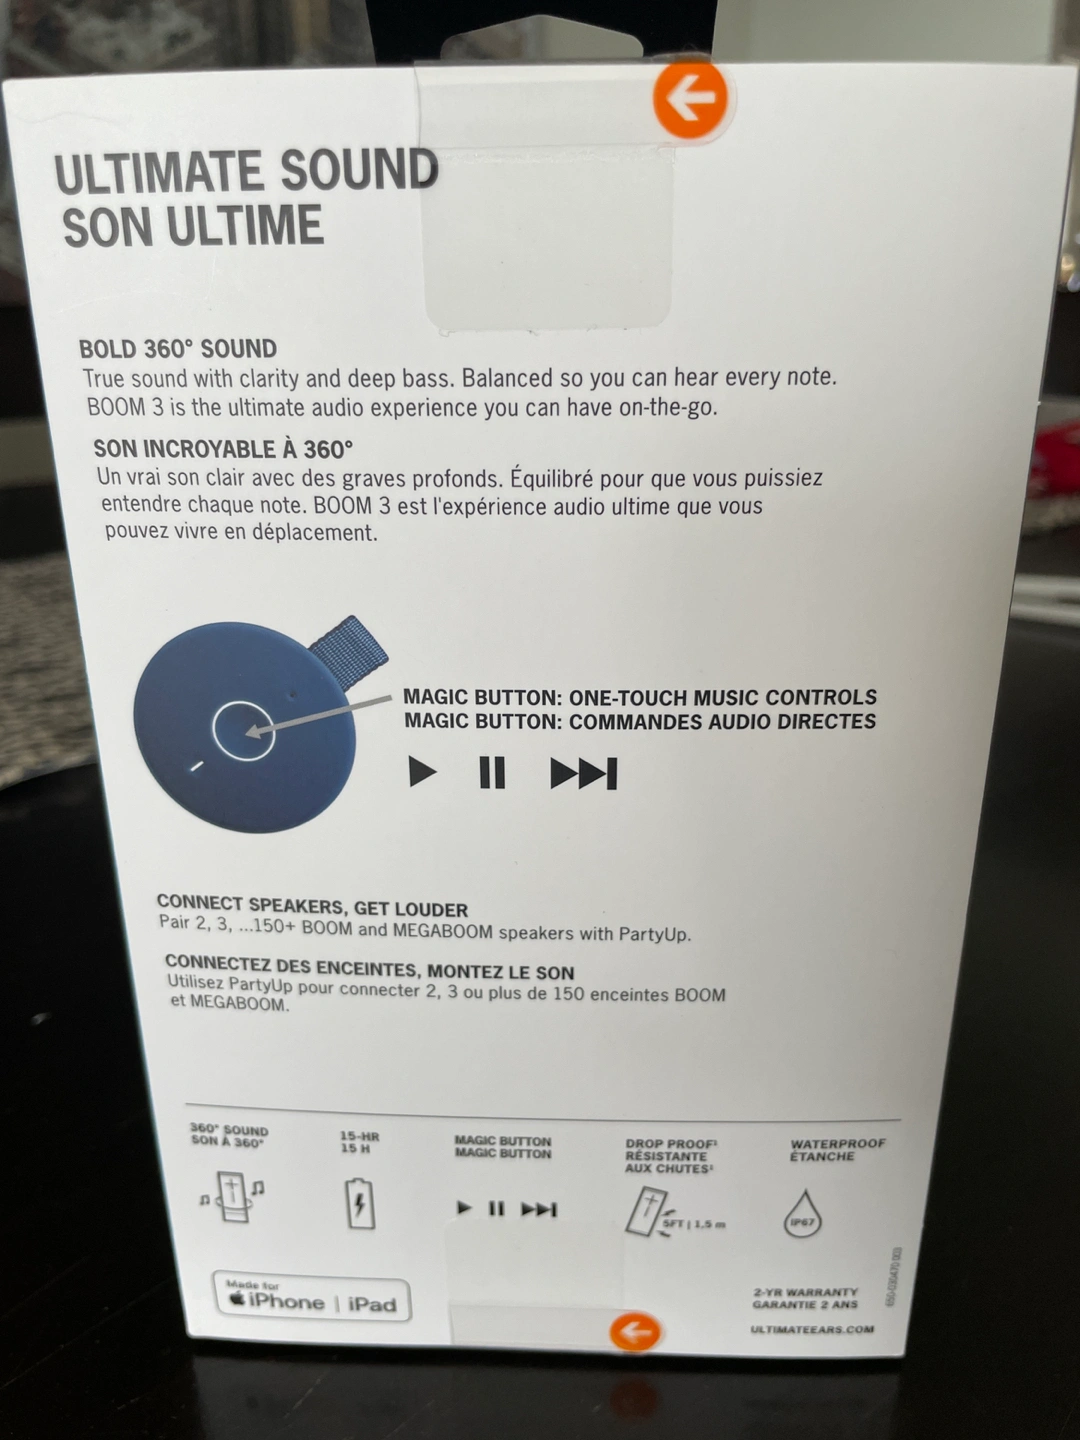 ULTIMATE SOUND
SON ULTIME
BOLD 360° SOUND
True sound with clarity and deep bass. Balanced so you can hear every note.
BOOM 3 is the ultimate audio experience you can have on-the-go.
SON INCROYABLE À 360°
Un vrai son clair avec des graves profonds. Équilibré pour que vous puissiez
entendre chaque note. BOOM 3 est l'expérience audio ultime que vous
pouvez vivre en déplacement.
MAGIC BUTTON: ONE-TOUCH MUSIC CONTROLS
MAGIC BUTTON: COMMANDES AUDIO DIRECTES
CONNECT SPEAKERS, GET LOUDER
Pair 2, 3, ...150+ BOOM and MEGABOOM speakers with PartyUp.
CONNECTEZ DES ENCEINTES, MONTEZ LE SON
Utilisez PartyUp pour connecter 2, 3 ou plus de 150 enceintes BOOM
et MEGABOOM.
360° SOUND
SON À 360°
15-HR
15 H
MAGIC BUTTON
MAGIC BUTTON
DROP PROOF¹
RÉSISTANTE
AUX CHUTES¹
5FT | 1,5 m
WATERPROOF
ÉTANCHE
IP67
Made for
iPhone | iPad
2-YR WARRANTY
GARANTIE 2 ANS
ULTIMATEEARS.COM